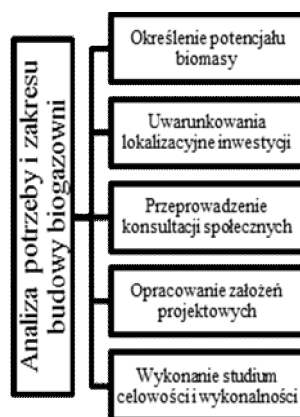 Analiza potrzeby i zakresu
budowy biogazowni
Określenie potencjału
biomasy
Uwarunkowania
lokalizacyjne inwestycji
Przeprowadzenie
konsultacji społecznych
Opracowanie założeń
projektowych
Wykonanie studium
celowości i wykonalności